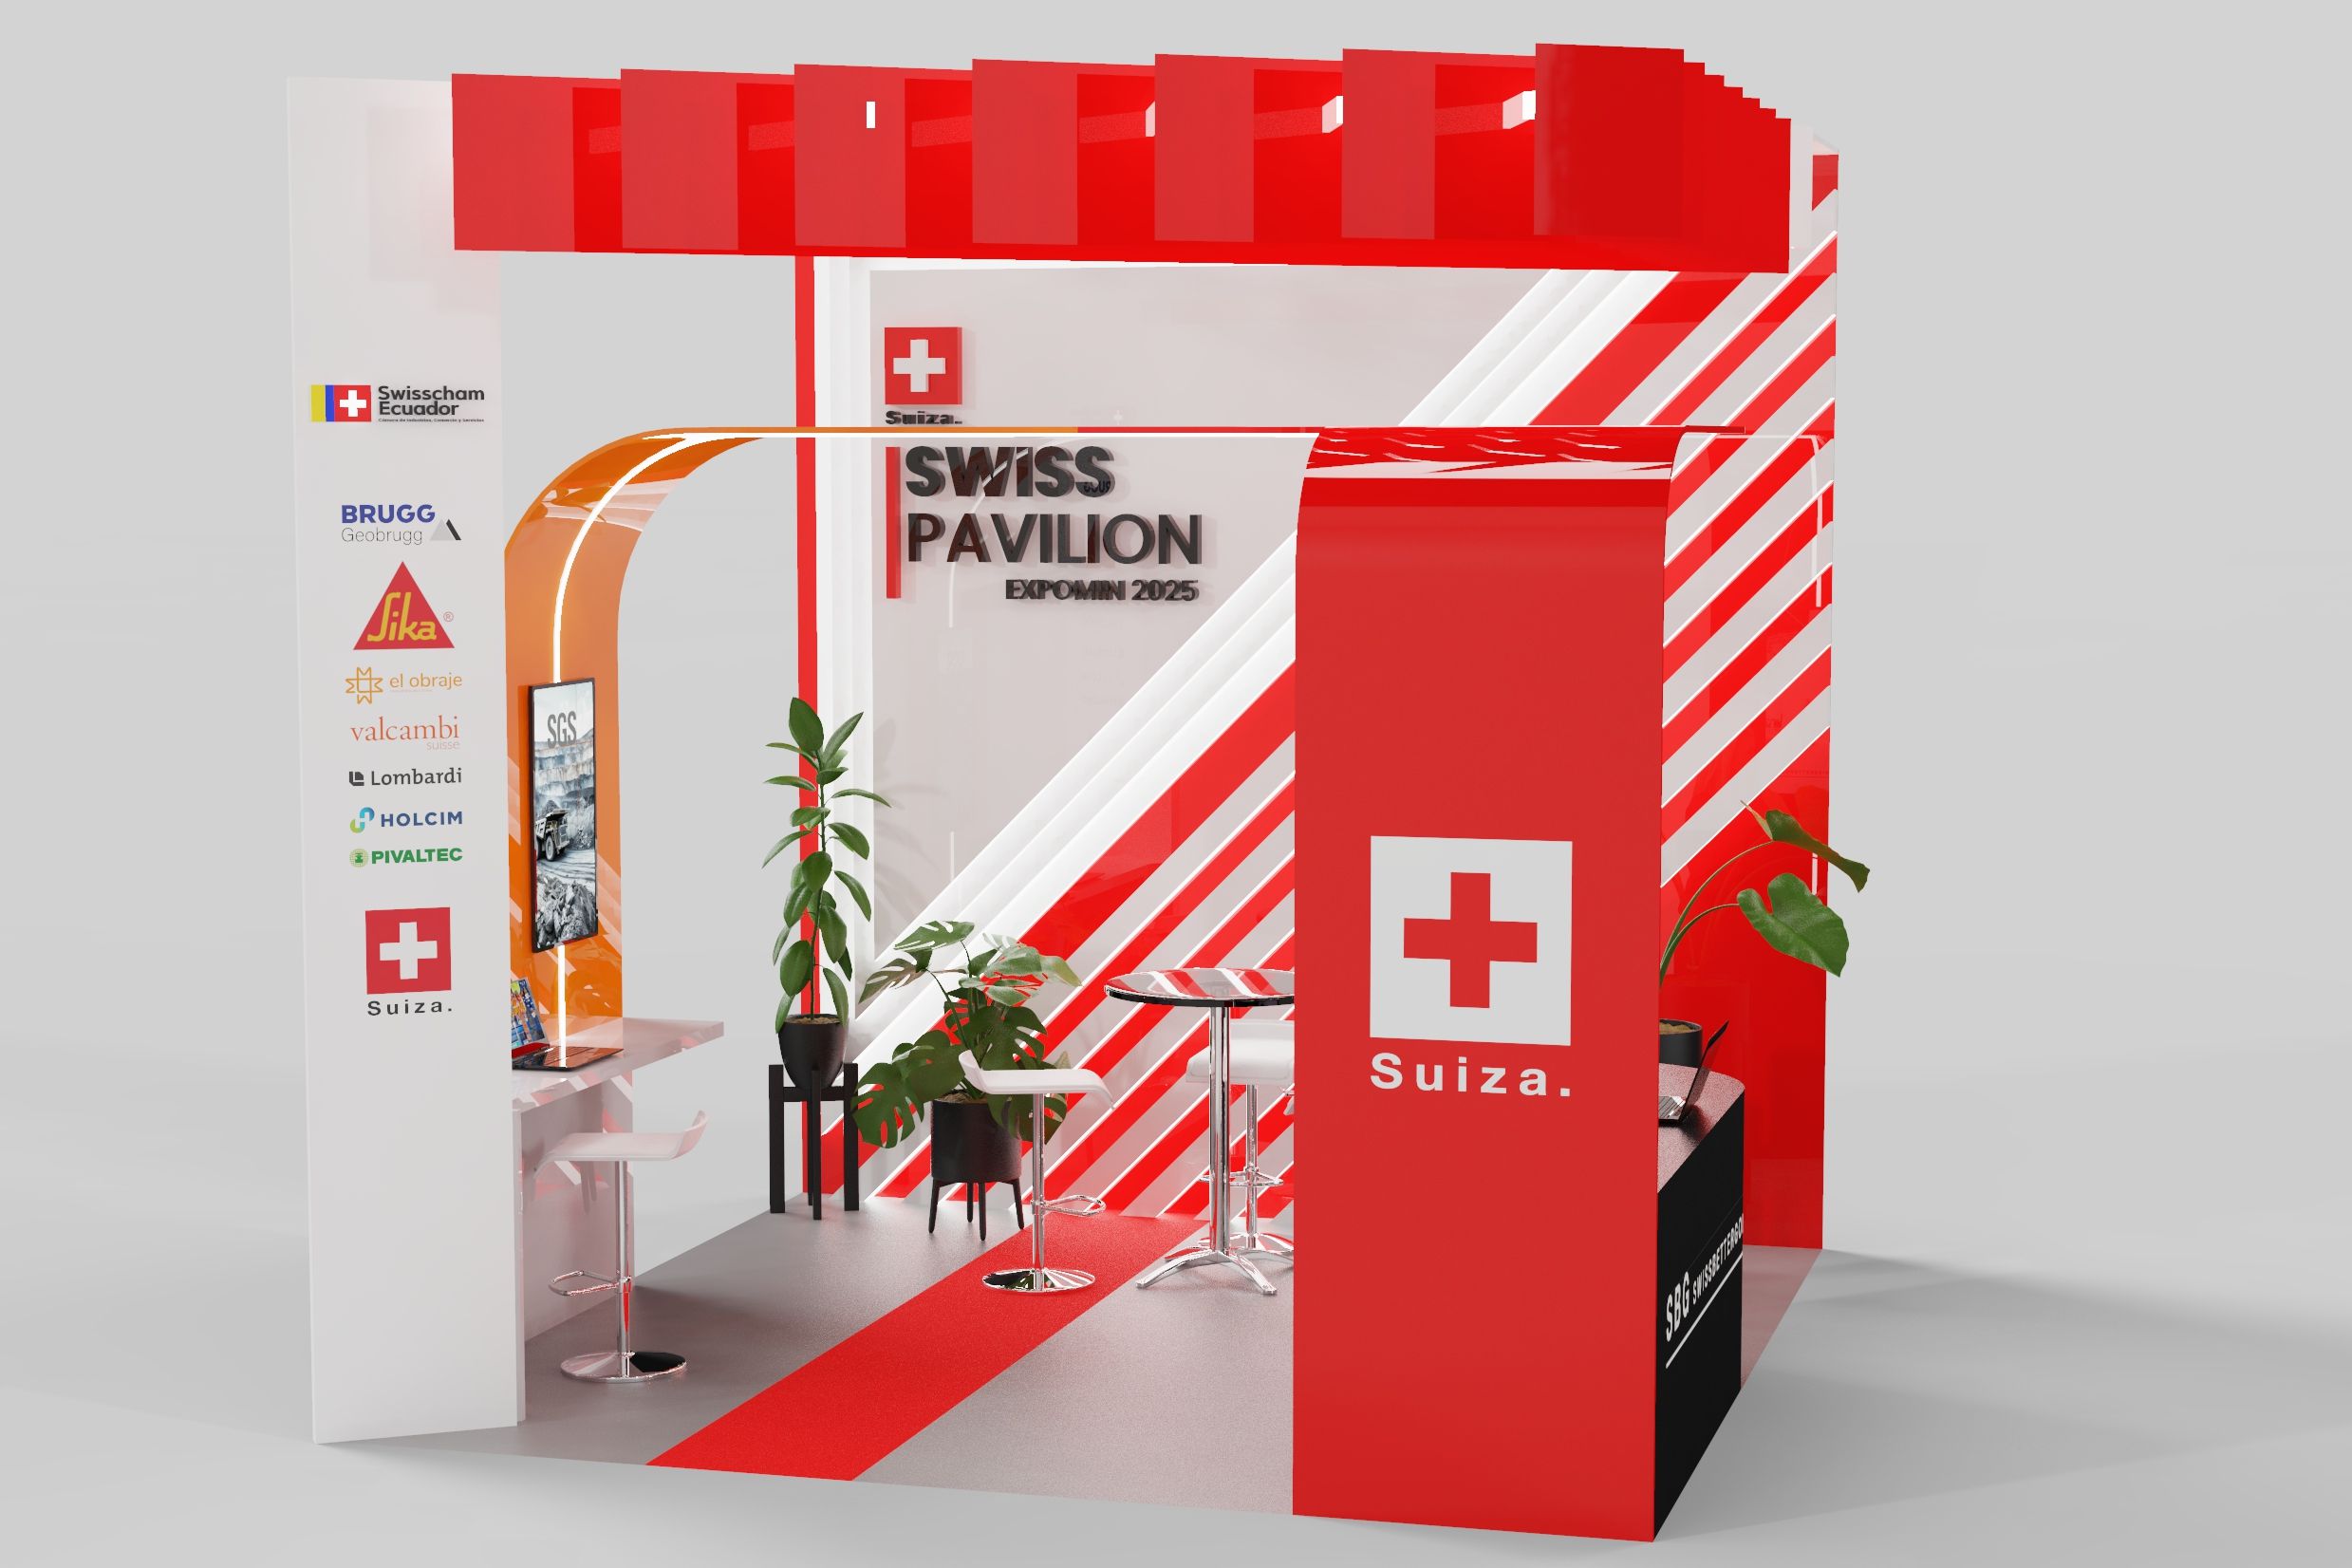 Swisscham
Ecuador
BRUGG
Geobrugg
Sika®
el obraje
valcambi
suisse
Lombardi
HOLCIM
PIVALTEC
Suiza.
SGS
Suiza.
SWiSS
PAVILION
EXPOMIN 2025
Suiza.
SBG